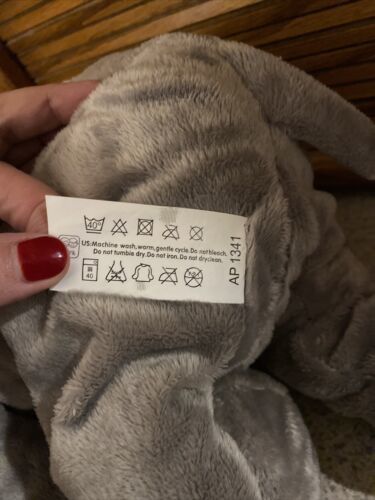 40°
US:Machine wash,warm,gentle cycle.Do not bleach.
Do not tumble dry.Do not iron.Do not dryclean.
40
AP 1341